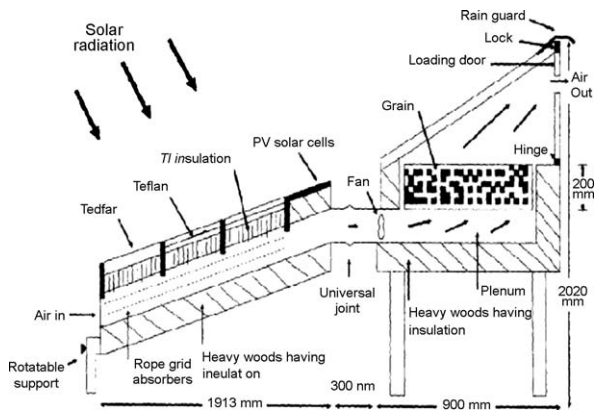 Rain guard
Lock
Loading door
Air
Out
Solar
radiation
Grain
PV solar cells
TI insulation
Hinge
Teflan
Fan
200
mm
Tedfar
Plenum
2020
mm
Universal
joint
Heavy woods having
insulation
Air in
Rotatable
support
Rope grid
absorbers
Heavy woods having
ineulat on
1913 mm
300 nm
900 mm